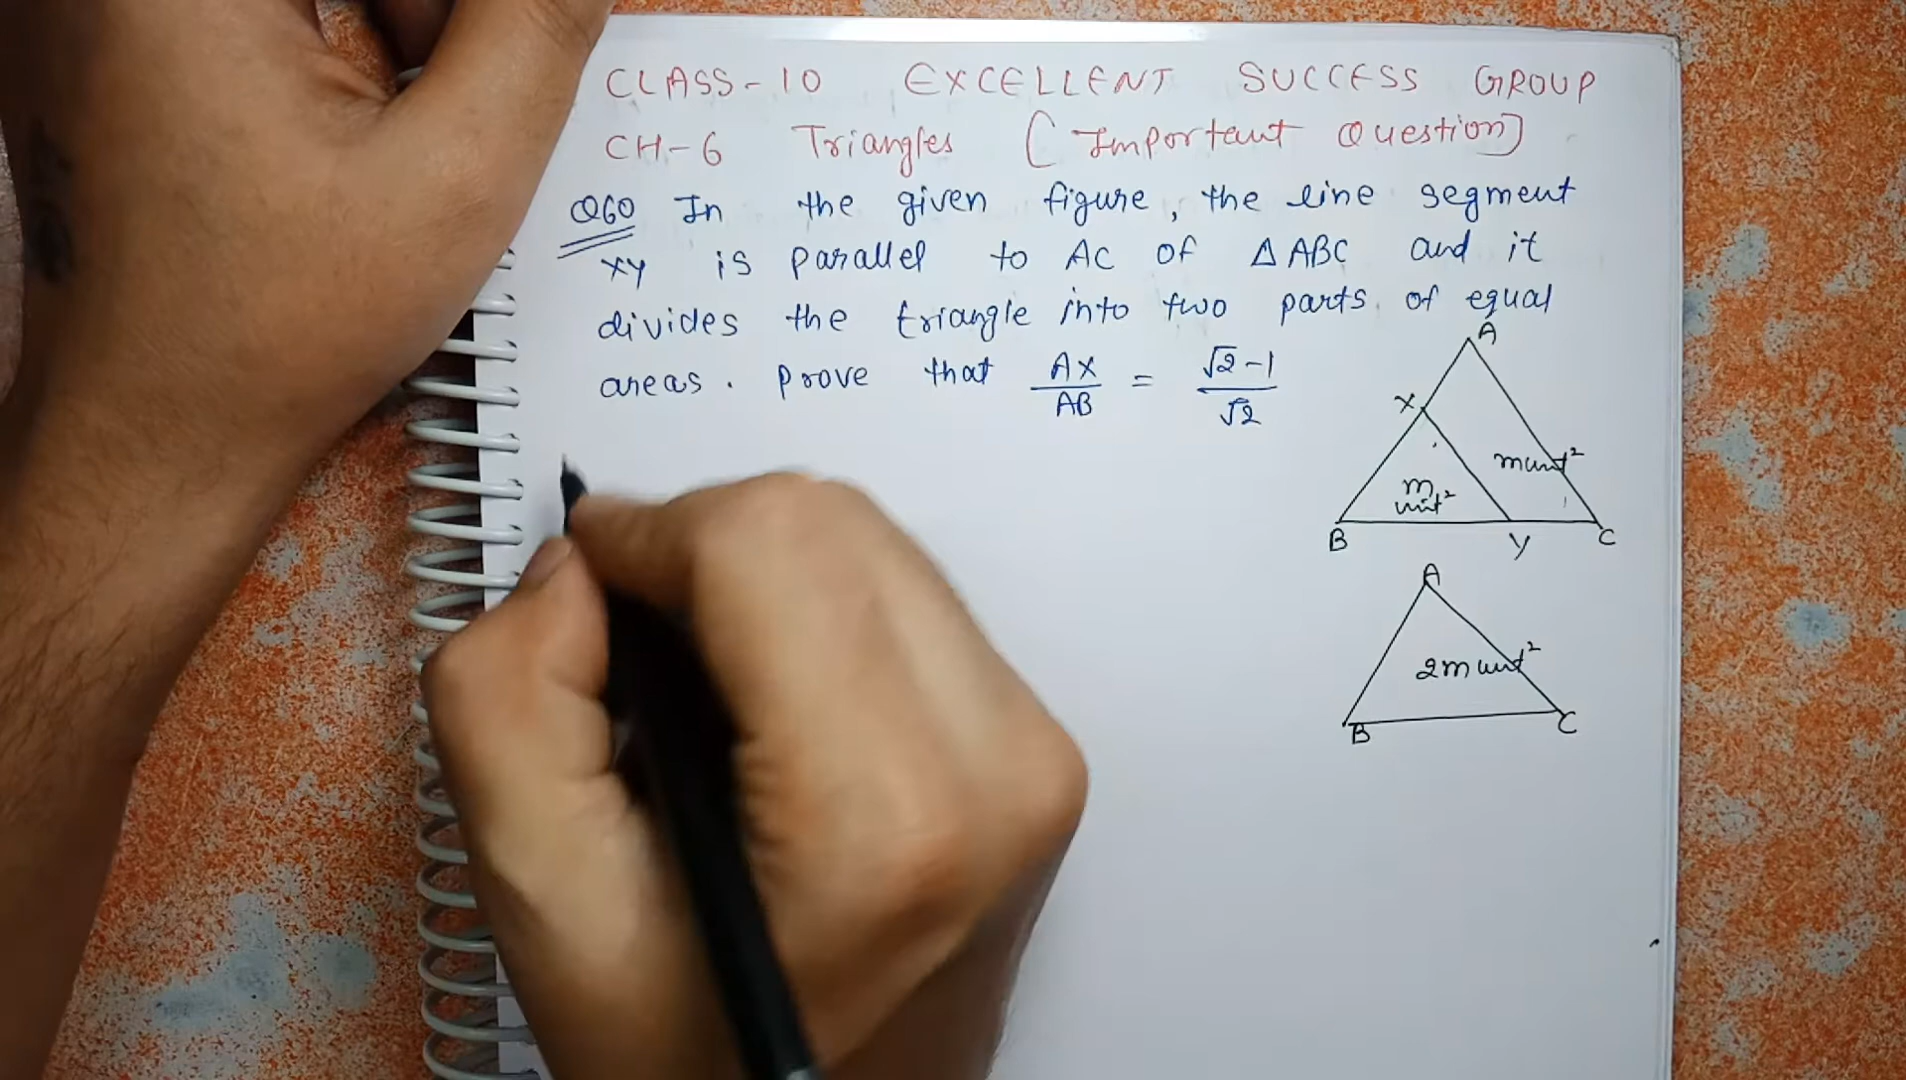 CLASS-10 EXCELLENT SUCCESS GROUP
CH-6 Triangles (Important Question)
Q60 In the given figure, the line segment
XY is parallel to AC of △ABC and it
divides the triangle into two parts of equal
areas. Prove that AX/AB = √2-1/√2
A
X
m unit²
m unit²
B Y C
A
2m unit²
B C